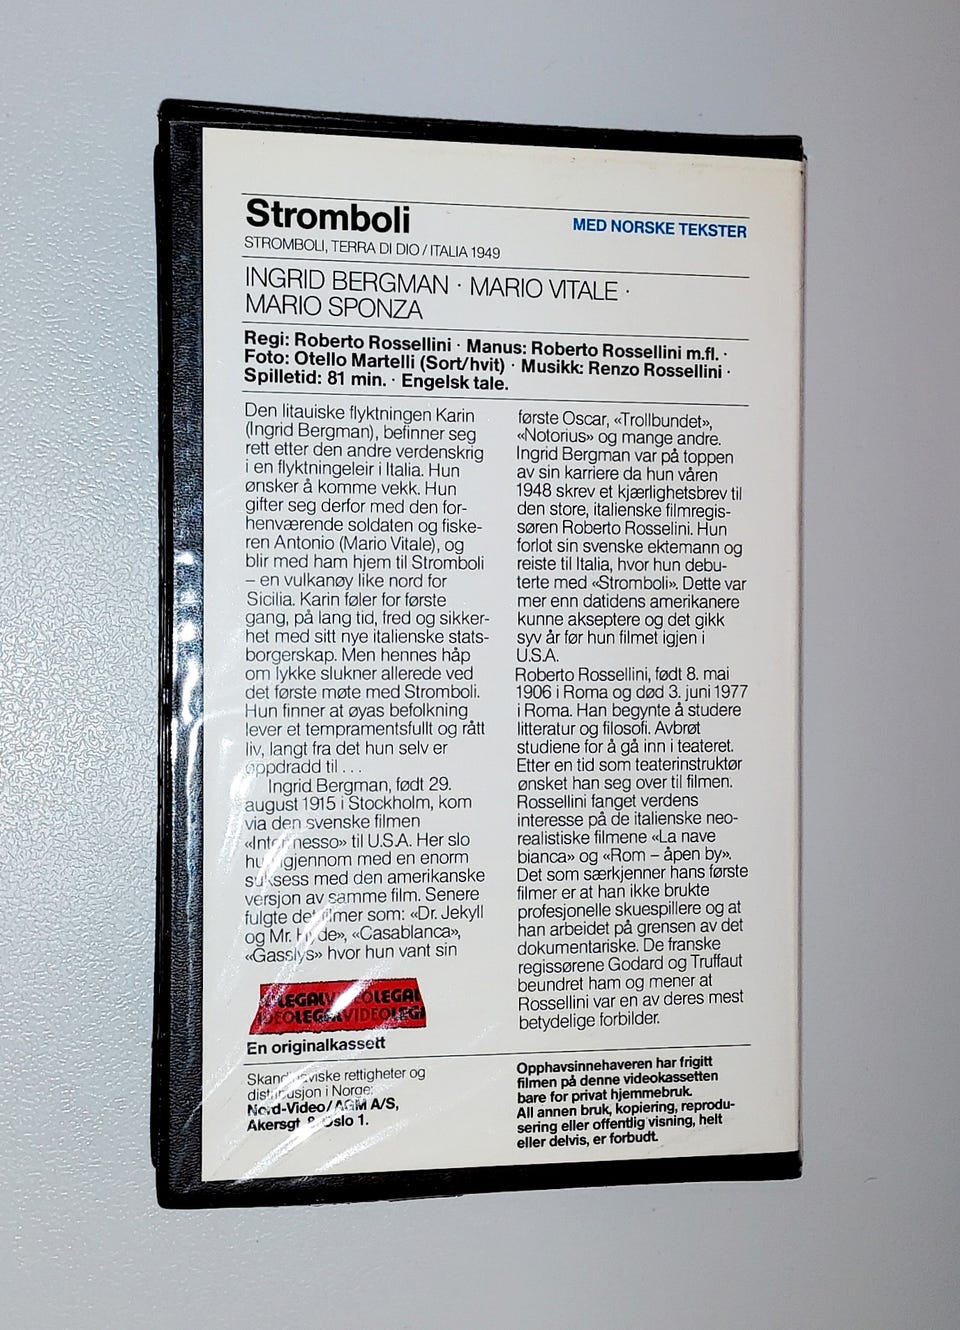 Stromboli
MED NORSKE TEKSTER
STROMBOLI, TERRA DI DIO / ITALIA 1949
INGRID BERGMAN · MARIO VITALE ·
MARIO SPONZA
Regi: Roberto Rossellini · Manus: Roberto Rossellini m.fl. ·
Foto: Otello Martelli (Sort/hvit) · Musikk: Renzo Rossellini ·
Spilletid: 81 min. · Engelsk tale.
Den litauiske flyktningen Karin
(Ingrid Bergman), befinner seg
rett etter den andre verdenskrig
i en flyktningeleir i Italia. Hun
ønsker å komme vekk. Hun
gifter seg derfor med den for-
henværende soldaten og fiske-
ren Antonio (Mario Vitale), og
blir med ham hjem til Stromboli
– en vulkanøy like nord for
Sicilia. Karin føler for første
gang, på lang tid, fred og sikker-
het med sitt nye italienske stats-
borgerskap. Men hennes håp
om lykke slukner allerede ved
det første møte med Stromboli.
Hun finner at øyas befolkning
lever et tempramentsfullt og rått
liv, langt fra det hun selv er
oppdradd til . . .
Ingrid Bergman, født 29.
august 1915 i Stockholm, kom
via den svenske filmen
«Intermesso» til U.S.A. Her slo
hun igjennom med en enorm
suksess med den amerikanske
versjon av samme film. Senere
fulgte det filmer som: «Dr. Jekyll
og Mr. Hyde», «Casablanca»,
«Gasslys» hvor hun vant sin
første Oscar, «Trollbundet»,
«Notorius» og mange andre.
Ingrid Bergman var på toppen
av sin karriere da hun våren
1948 skrev et kjærlighetsbrev til
den store, italienske filmregis-
søren Roberto Rosselini. Hun
forlot sin svenske ektemann og
reiste til Italia, hvor hun debu-
terte med «Stromboli». Dette var
mer enn datidens amerikanere
kunne akseptere og det gikk
syv år før hun filmet igjen i
U.S.A.
Roberto Rossellini, født 8. mai
1906 i Roma og død 3. juni 1977
i Roma. Han begynte å studere
litteratur og filosofi. Avbrøt
studiene for å gå inn i teateret.
Etter en tid som teaterinstruktør
ønsket han seg over til filmen.
Rossellini fanget verdens
interesse på de italienske neo-
realistiske filmene «La nave
bianca» og «Rom – åpen by».
Det som særkjenner hans første
filmer er at han ikke brukte
profesjonelle skuespillere og at
han arbeidet på grensen av det
dokumentariske. De franske
regissørene Godard og Truffaut
beundret ham og mener at
Rossellini var en av deres mest
betydelige forbilder.
LEGALVIDEOLEGAL
VIDEOLEGALVIDEOLEGA
En originalkassett
Skandinaviske rettigheter og
distribusjon i Norge:
Nord-Video/AGM A/S,
Akersgt. 8, Oslo 1.
Opphavsinnehaveren har frigitt
filmen på denne videokassetten
bare for privat hjemmebruk.
All annen bruk, kopiering, reprodu-
sering eller offentlig visning, helt
eller delvis, er forbudt.